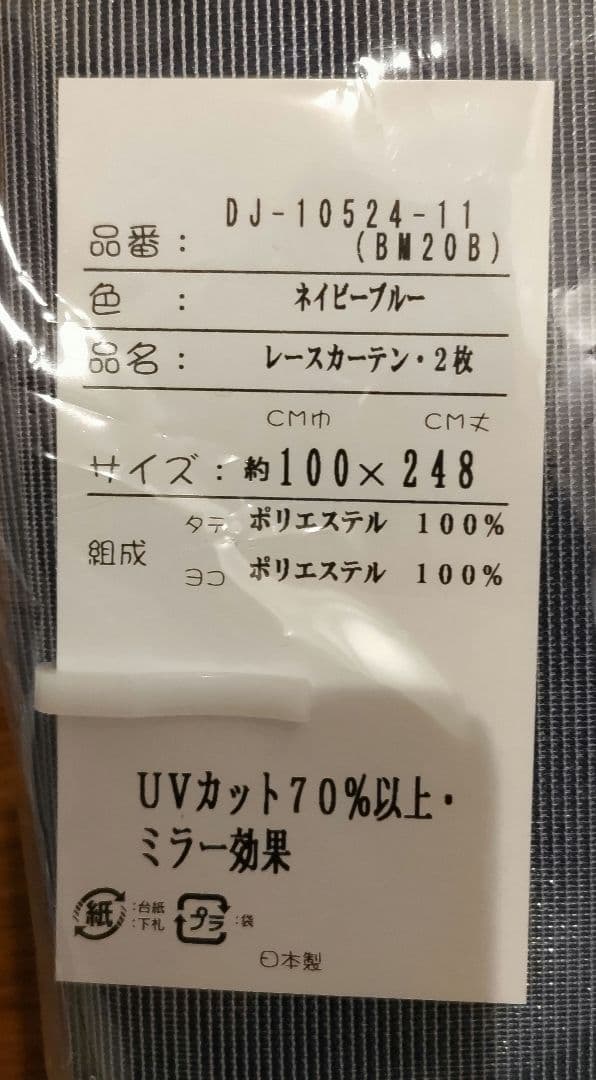 品番： DJ-10524-11
(BM20B)
色 ： ネイビーブルー
品名： レースカーテン・2枚
CM巾 CM丈
サイズ：約100×248
組成 タテ ポリエステル 100%
ヨコ ポリエステル 100%
UVカット70%以上・
ミラー効果
紙 ：台紙
：下札
プラ ：袋
日本製